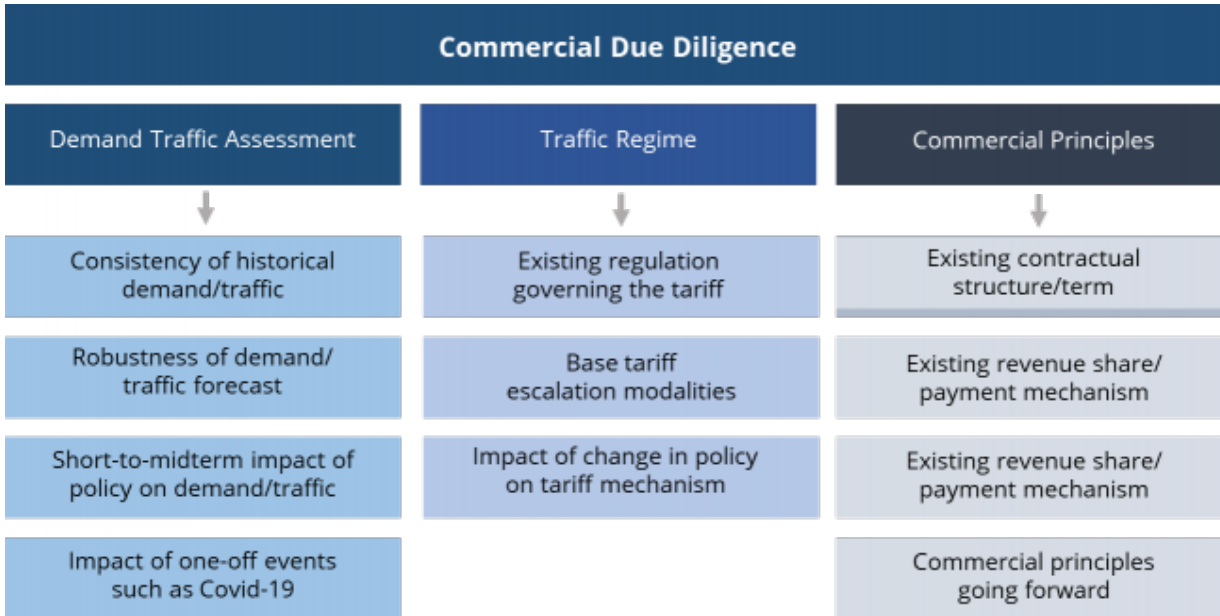 Commercial Due Diligence
Demand Traffic Assessment
Traffic Regime
Commercial Principles
Consistency of historical
demand/traffic
Existing regulation
governing the tariff
Existing contractual
structure/term
Robustness of demand/
traffic forecast
Base tariff
escalation modalities
Existing revenue share/
payment mechanism
Short-to-midterm impact of
policy on demand/traffic
Impact of change in policy
on tariff mechanism
Existing revenue share/
payment mechanism
Impact of one-off events
such as Covid-19
Commercial principles
going forward